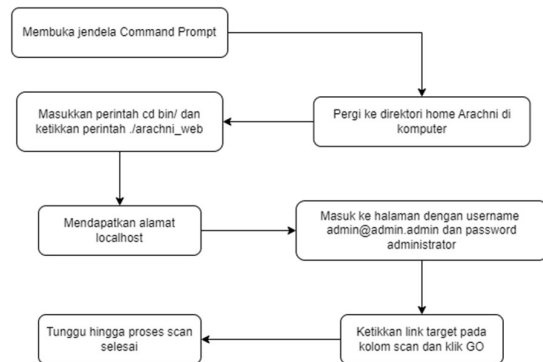 Membuka jendela Command Prompt
Pergi ke direktori home Arachni di
komputer
Masukkan perintah cd bin/ dan
ketikkan perintah ./arachni_web
Mendapatkan alamat
localhost
Masuk ke halaman dengan username
admin@admin.admin dan password
administrator
Ketikkan link target pada
kolom scan dan klik GO
Tunggu hingga proses scan
selesai